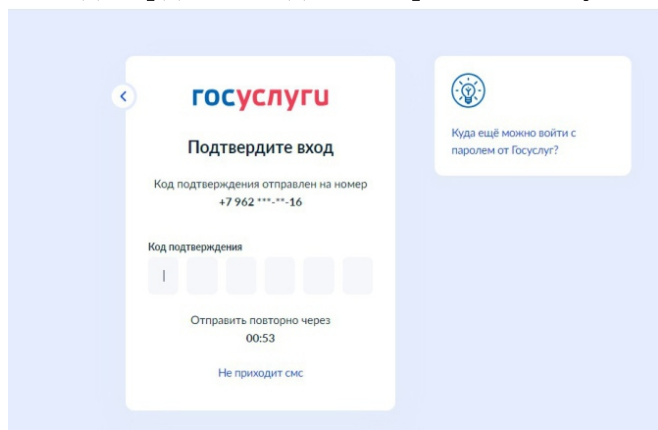 госуслуги
Подтвердите вход
Код подтверждения отправлен на номер
+7 962 ***-**-16
Код подтверждения
Отправить повторно через
00:53
Не приходит смс
Куда ещё можно войти с
паролем от Госуслуг?